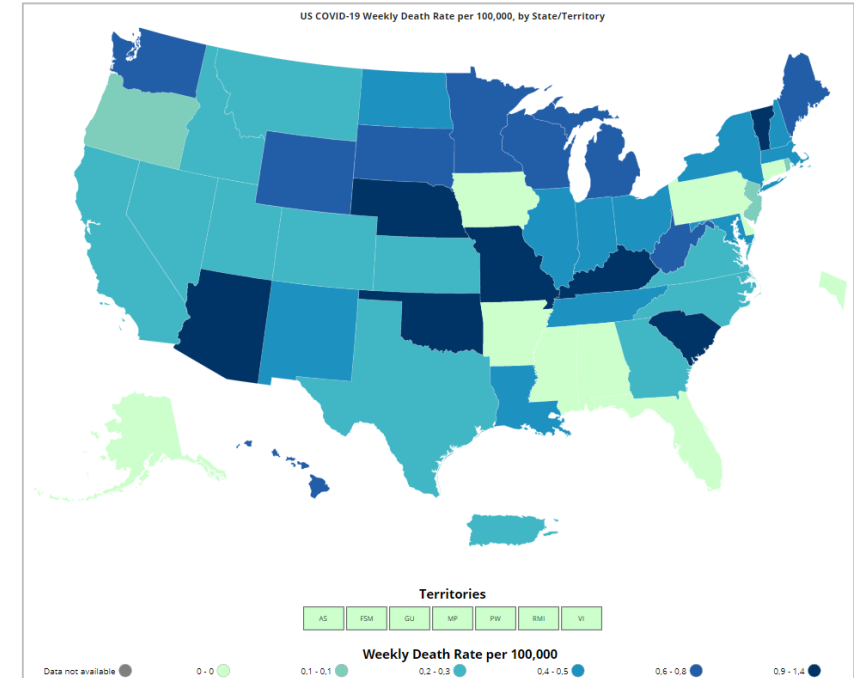 US COVID-19 Weekly Death Rate per 100,000, by State/Territory
Territories
AS FSM GU MP PW RMI VI
Weekly Death Rate per 100,000
Data not available 0 - 0 0.1 - 0.1 0.2 - 0.3 0.4 - 0.5 0.6 - 0.8 0.9 - 1.4